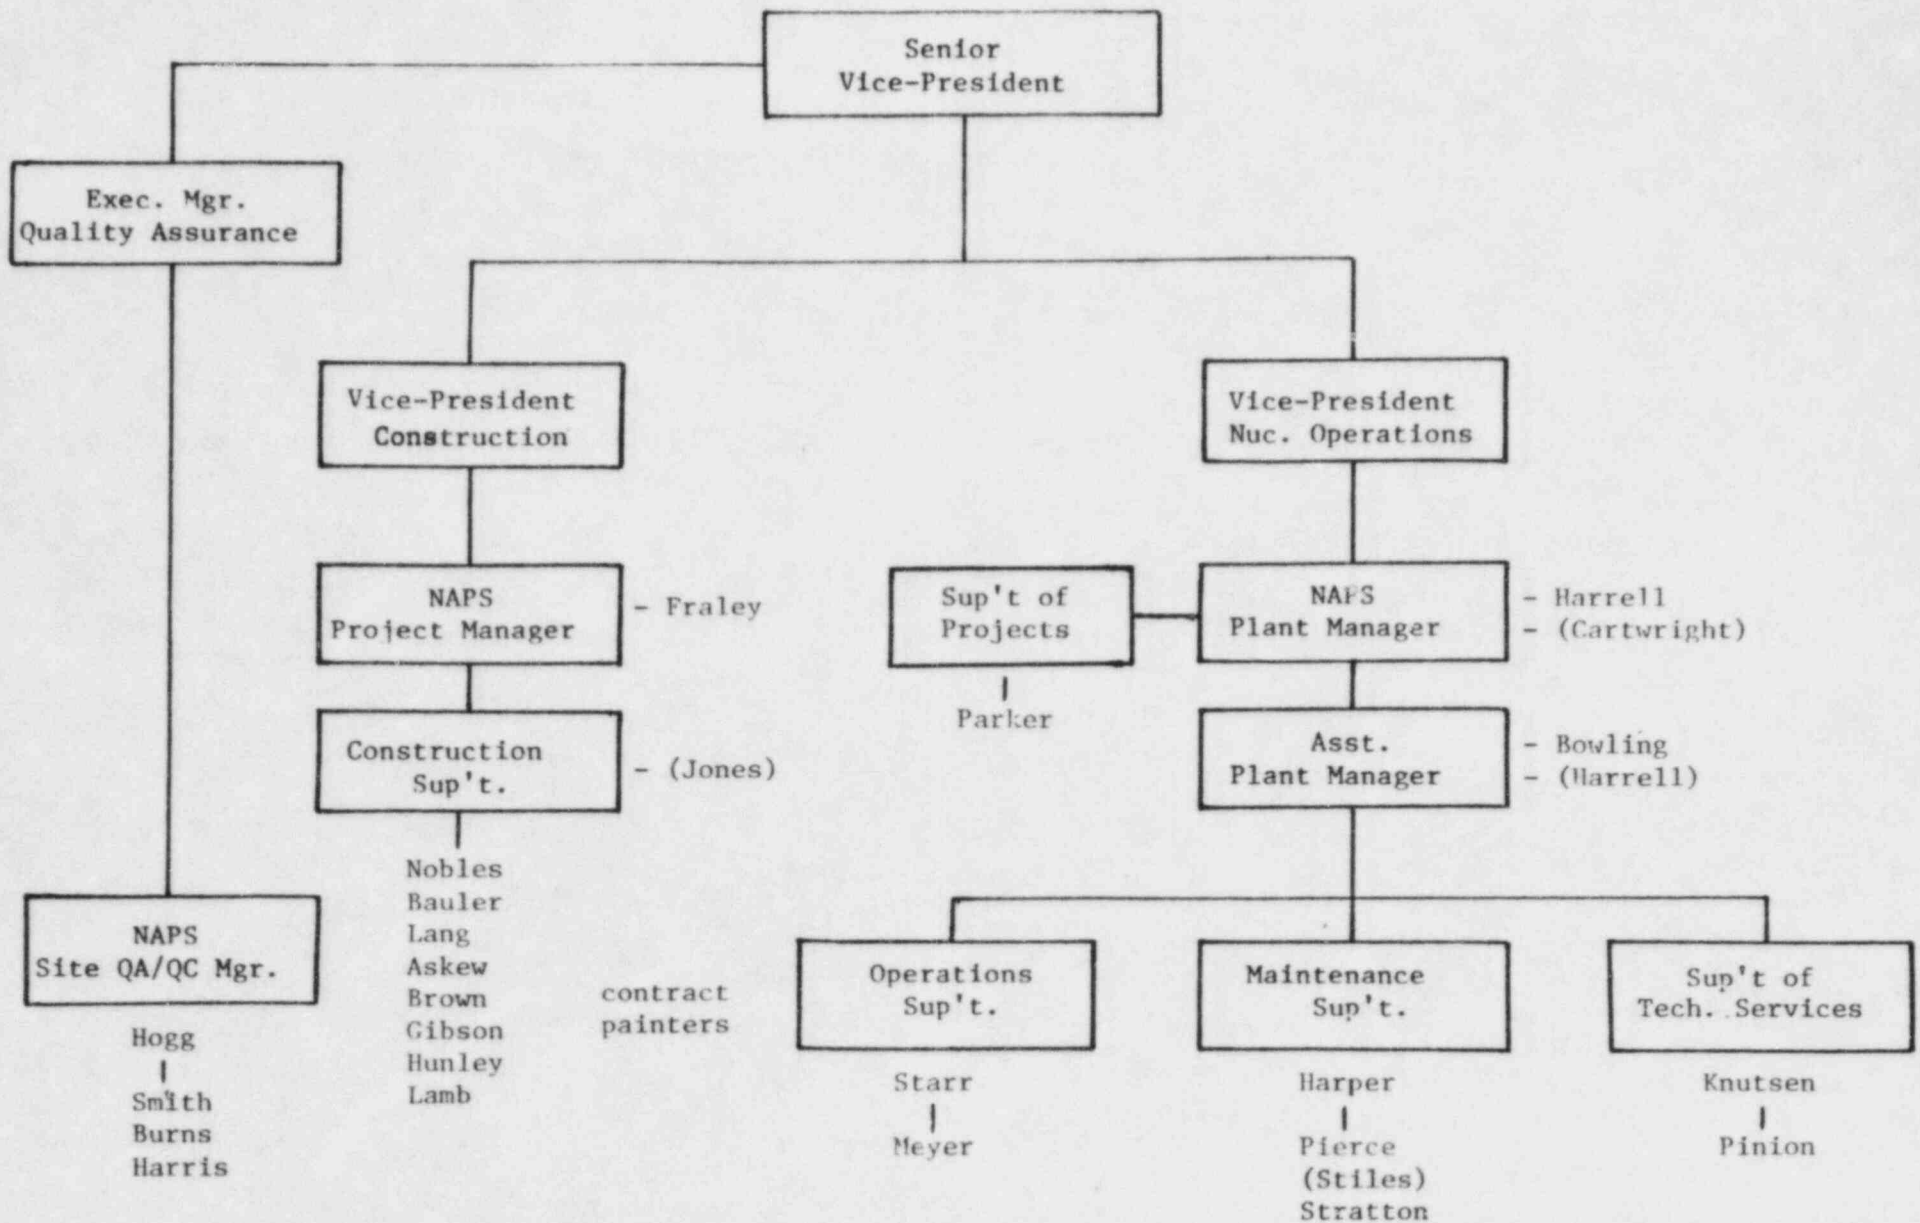 Senior
Vice-President
Exec. Mgr.
Quality Assurance
Vice-President
Construction
Vice-President
Nuc. Operations
NAPS
Project Manager
- Fraley
Sup't of
Projects
Parker
NAPS
Plant Manager
- Harrell
- (Cartwright)
Construction
Sup't.
- (Jones)
Asst.
Plant Manager
- Bowling
- (Harrell)
Nobles
Bauler
Lang
Askew
Brown
Gibson
Hunley
Lamb
contract
painters
NAPS
Site QA/QC Mgr.
Hogg
Smith
Burns
Harris
Operations
Sup't.
Starr
Meyer
Maintenance
Sup't.
Harper
Pierce
(Stiles)
Stratton
Sup't of
Tech. Services
Knutsen
Pinion